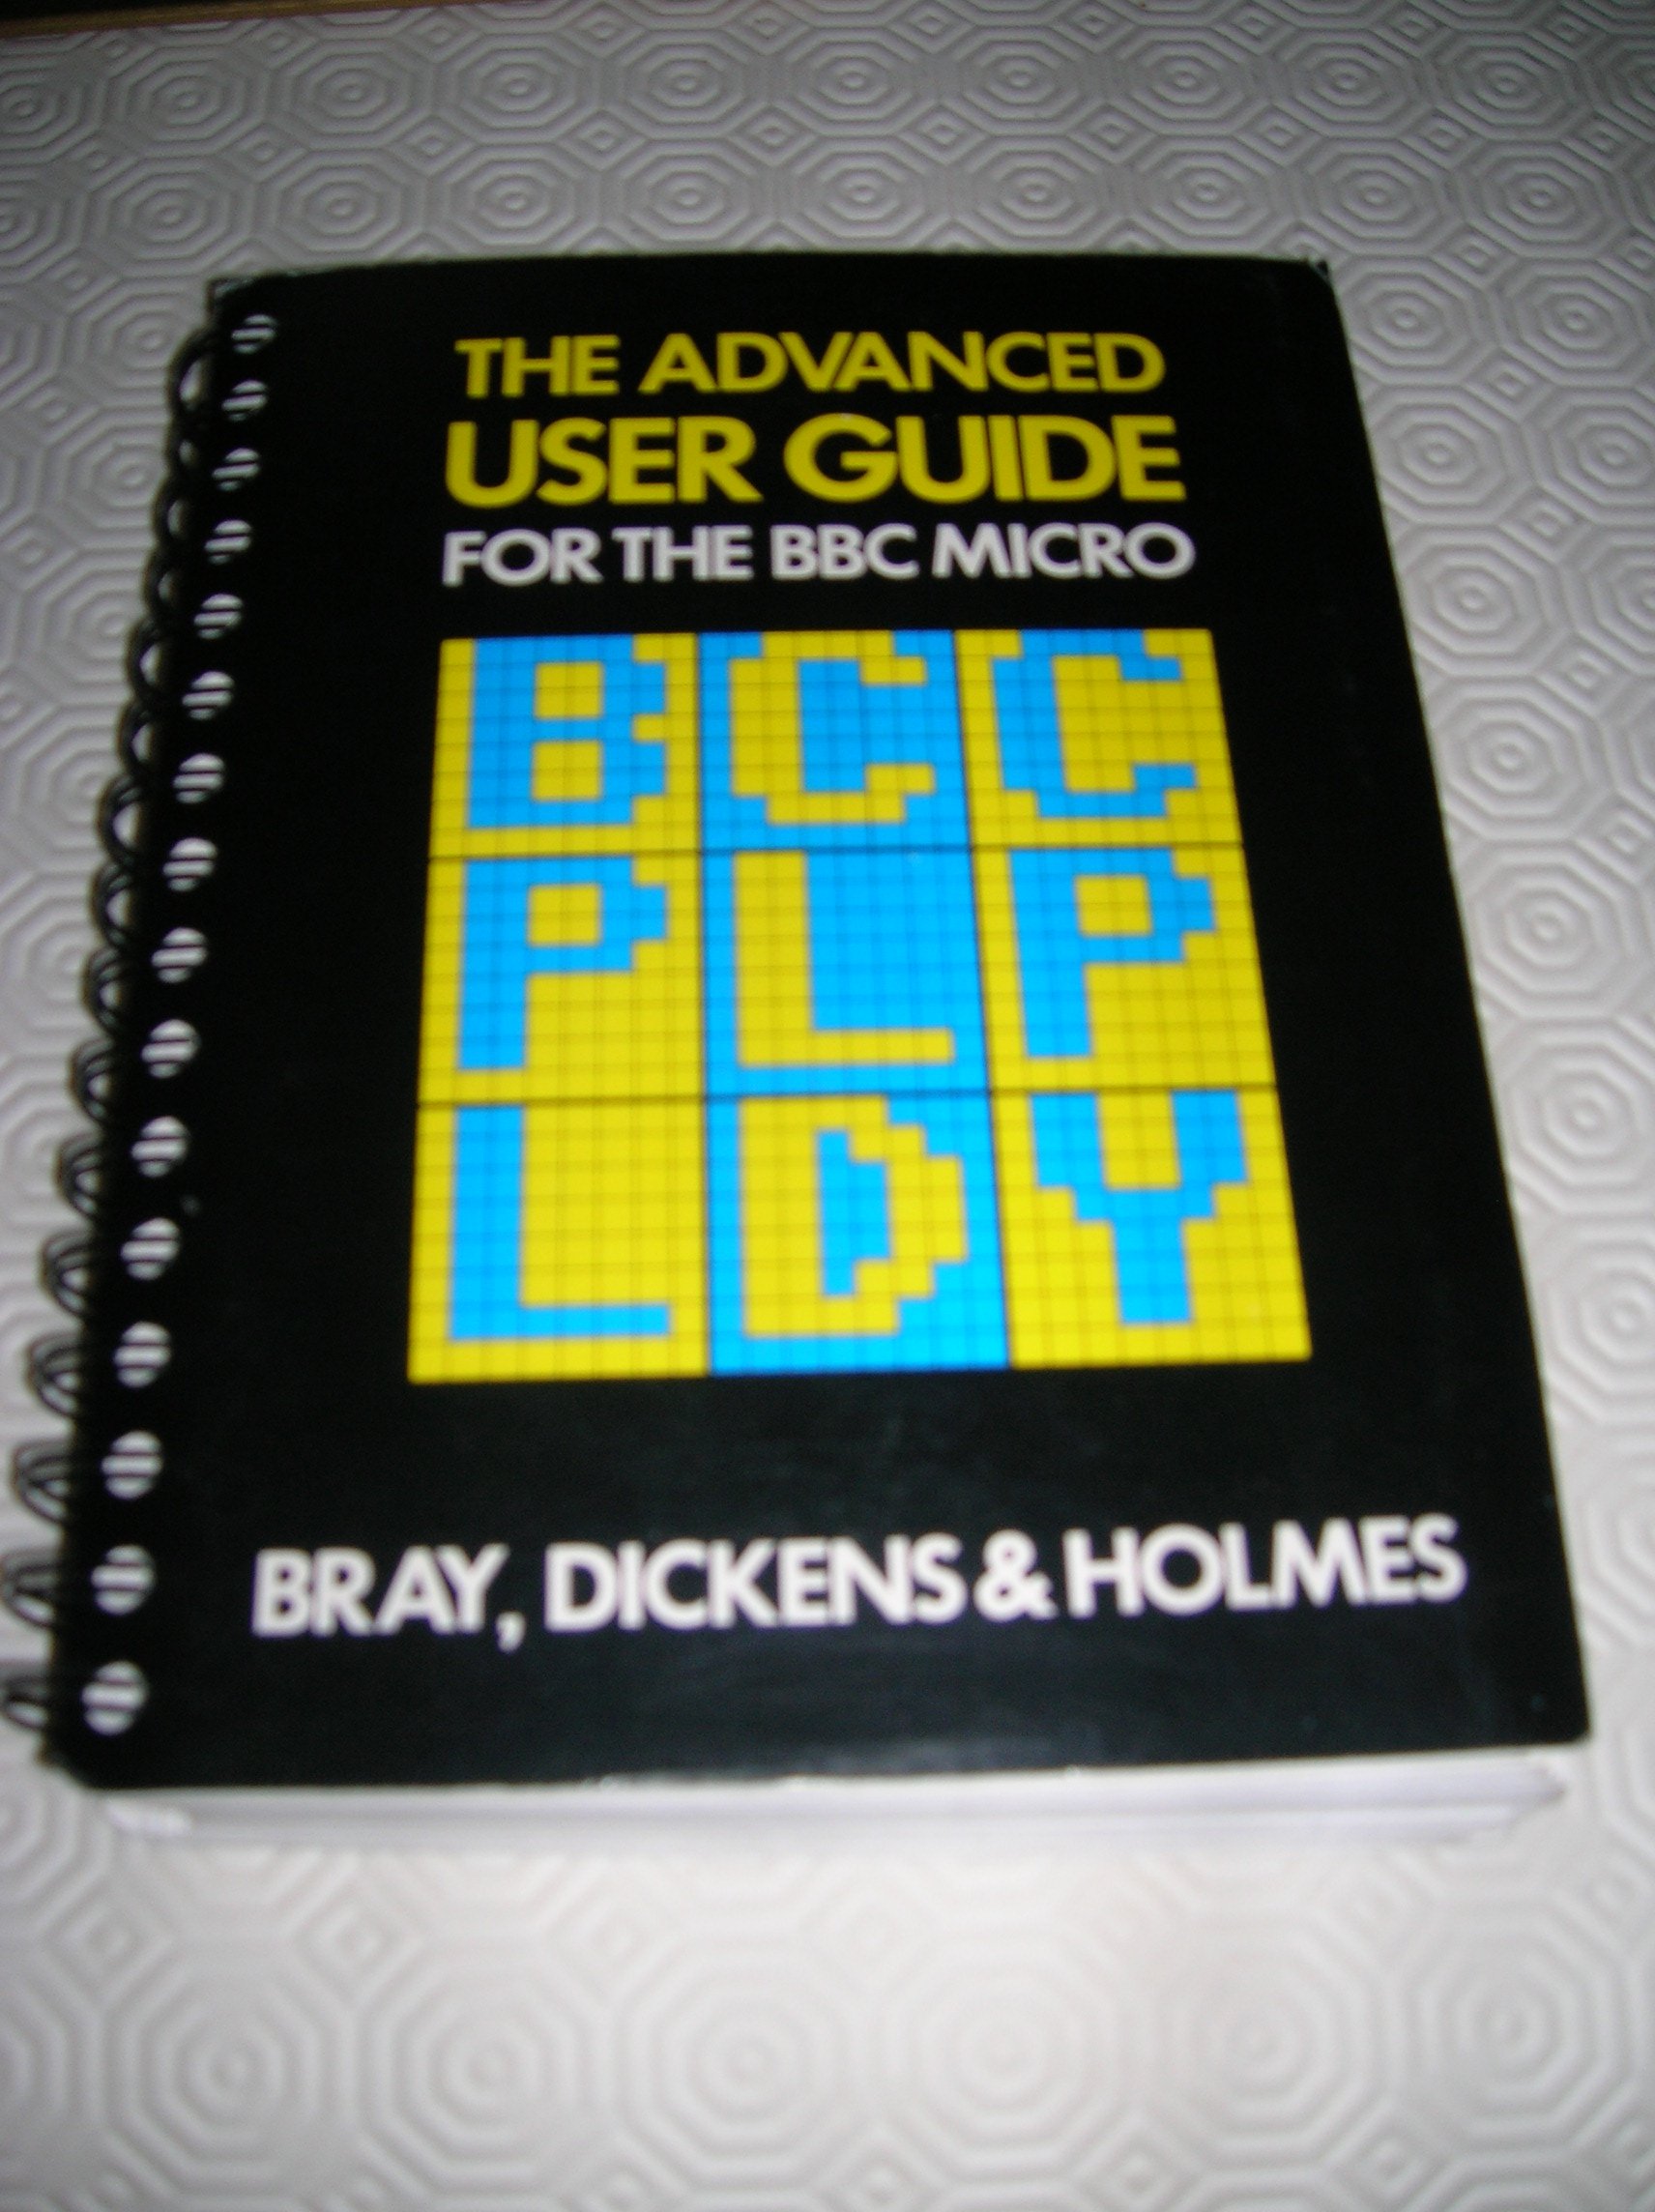 THE ADVANCED
USER GUIDE
FOR THE BBC MICRO
BCC
PLP
LDY
BRAY, DICKENS & HOLMES